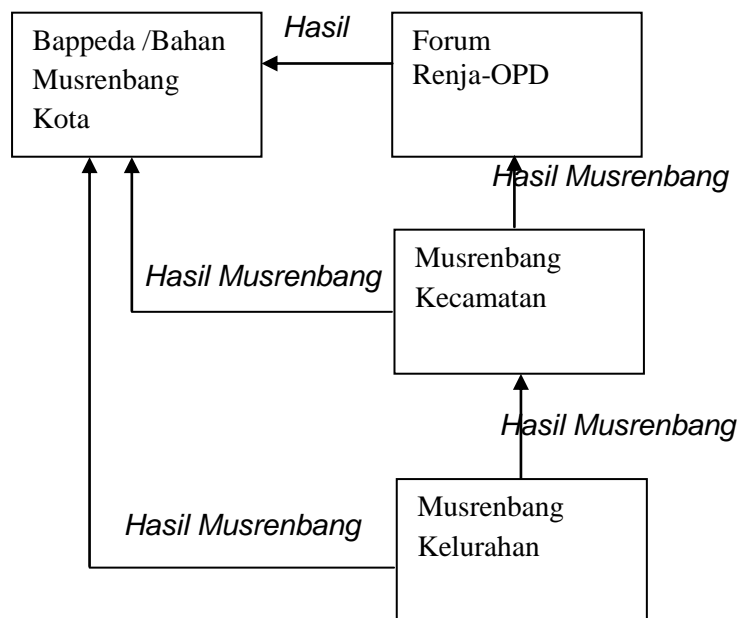 Hasil
Bappeda /Bahan
Musrenbang
Kota
Forum
Renja-OPD
Hasil Musrenbang
Musrenbang
Kecamatan
Hasil Musrenbang
Hasil Musrenbang
Musrenbang
Kelurahan
Hasil Musrenbang